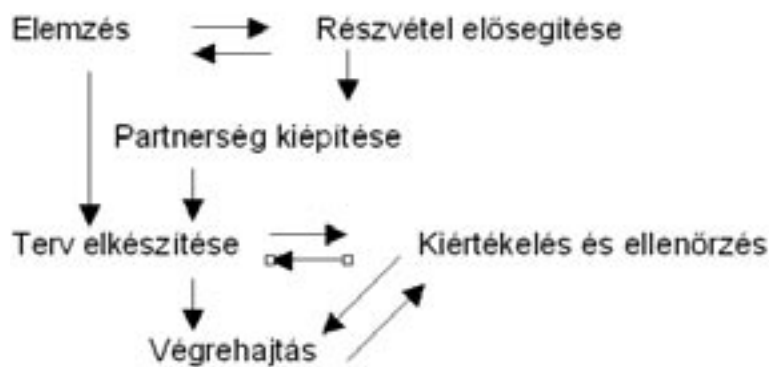 Elemzés Részvétel elősegítése
Partnerség kiépítése
Terv elkészítése Kiértékelés és ellenőrzés
Végrehajtás